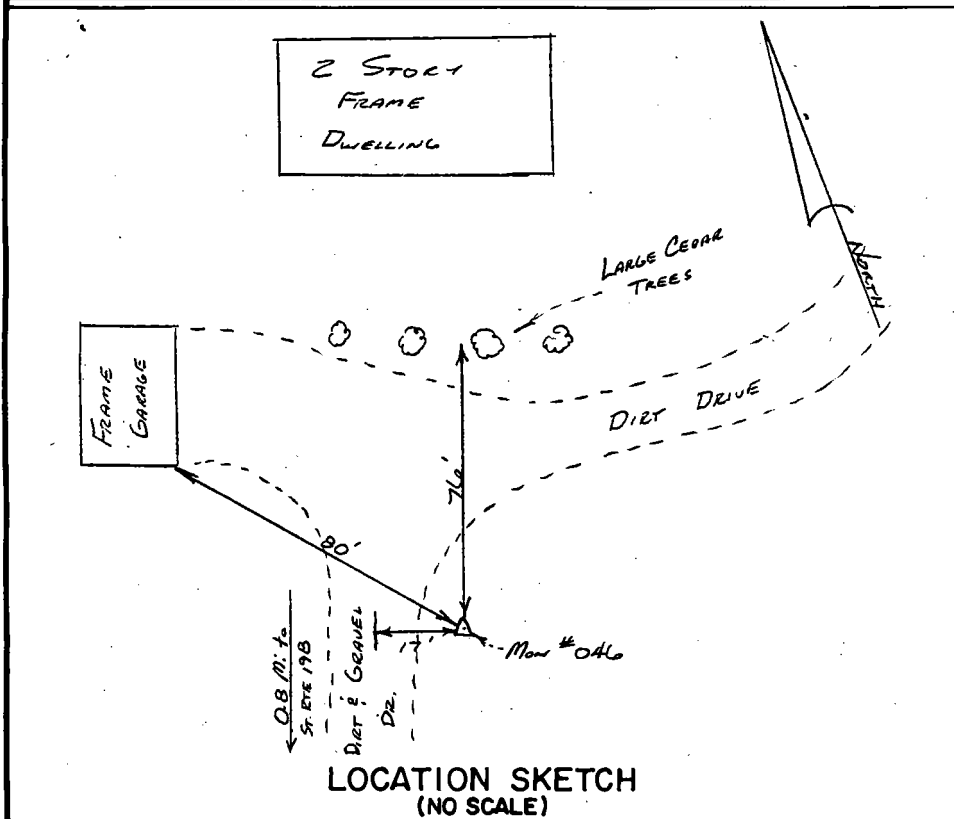 2 STORY
FRAME
DWELLING
LARGE CEDAR
TREES
NORTH
FRAME
GARAGE
DIRT DRIVE
76'
80'
17'
MON #046
0.8 Mi. to
ST. RTE 198
DIRT & GRAVEL
DR.
LOCATION SKETCH
(NO SCALE)